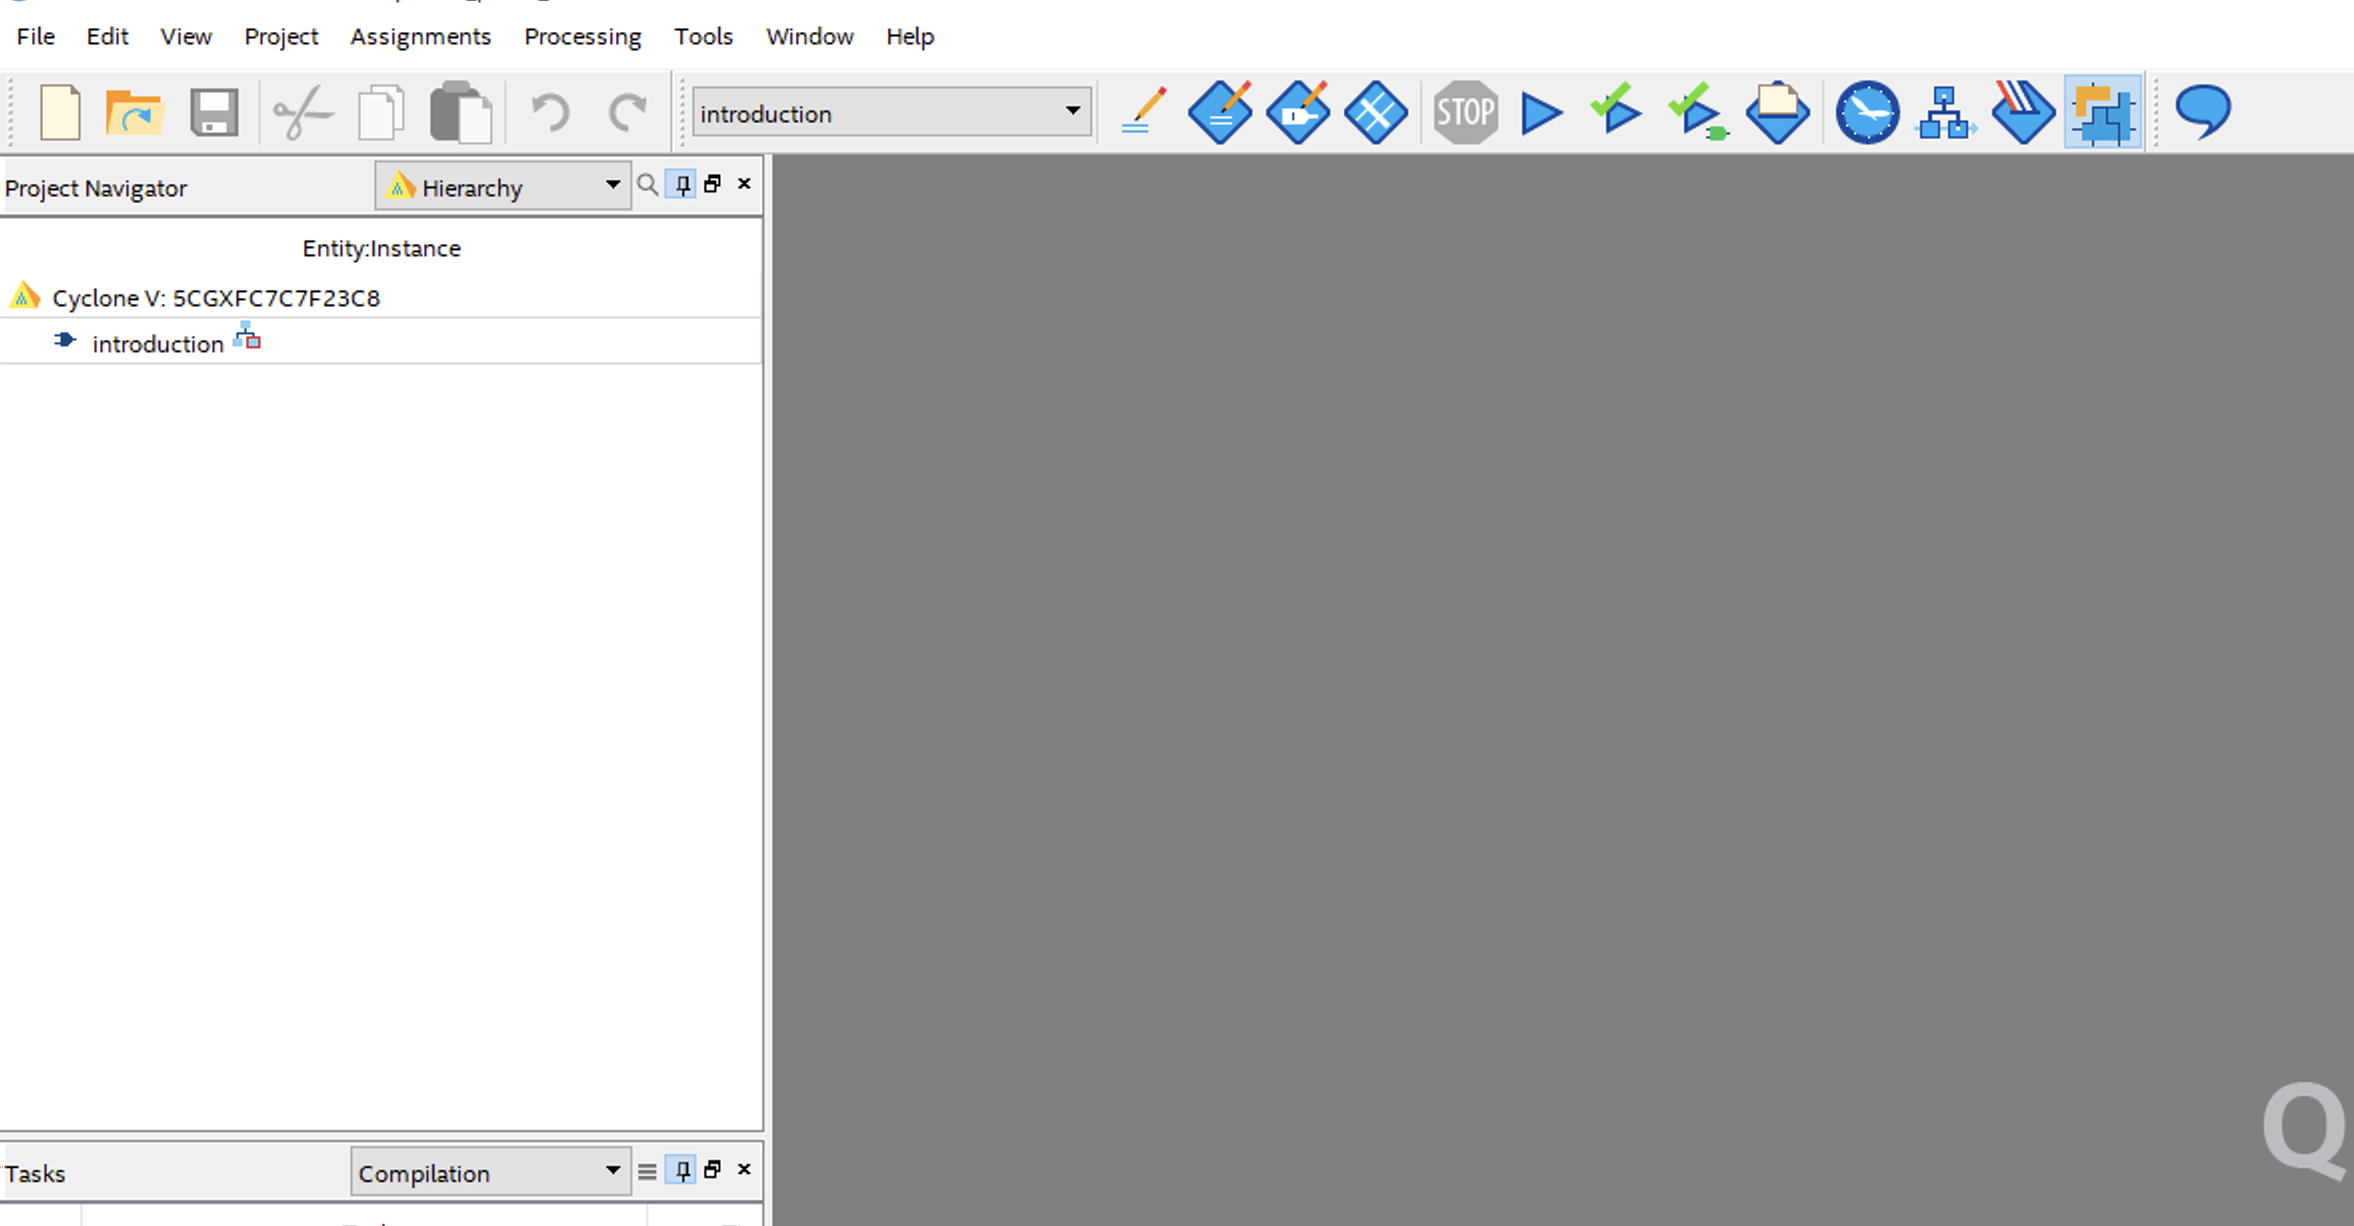 File Edit View Project Assignments Processing Tools Window Help
introduction
STOP
Project Navigator
Hierarchy
Entity:Instance
Cyclone V: 5CGXFC7C7F23C8
introduction
Tasks
Compilation
Q